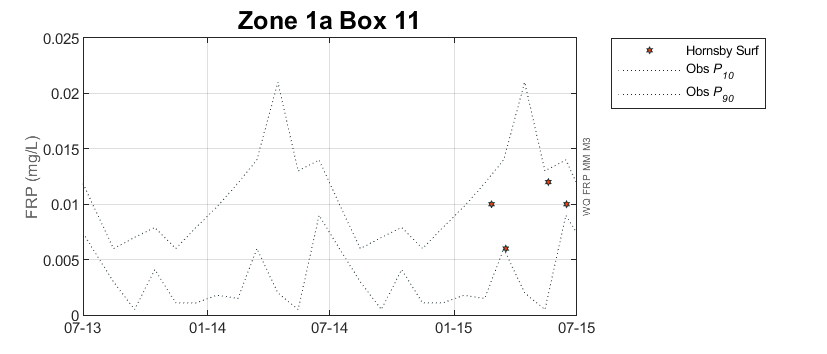 Zone 1a Box 11
FRP (mg/L)
0.025
0.02
0.015
0.01
0.005
0
07-13
01-14
07-14
01-15
07-15
WQ FRP MM M3
Hornsby Surf
Obs P10
Obs P90